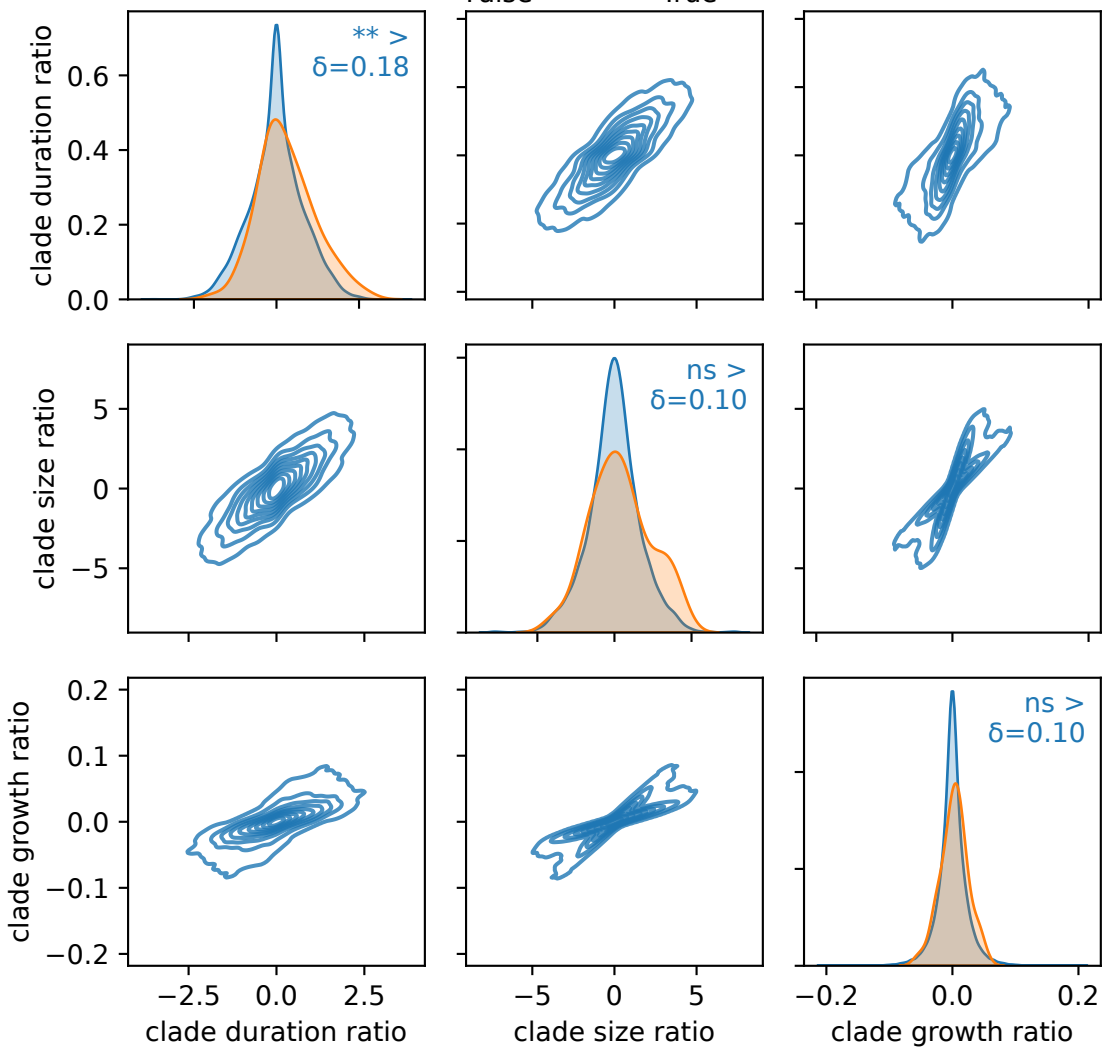 ** >
δ=0.18
clade duration ratio
0.6
0.4
0.2
0.0
ns >
δ=0.10
clade size ratio
5
0
−5
ns >
δ=0.10
clade growth ratio
0.2
0.1
0.0
−0.1
−0.2
−2.5 0.0 2.5
−5 0 5
−0.2 0.0 0.2
clade duration ratio
clade size ratio
clade growth ratio